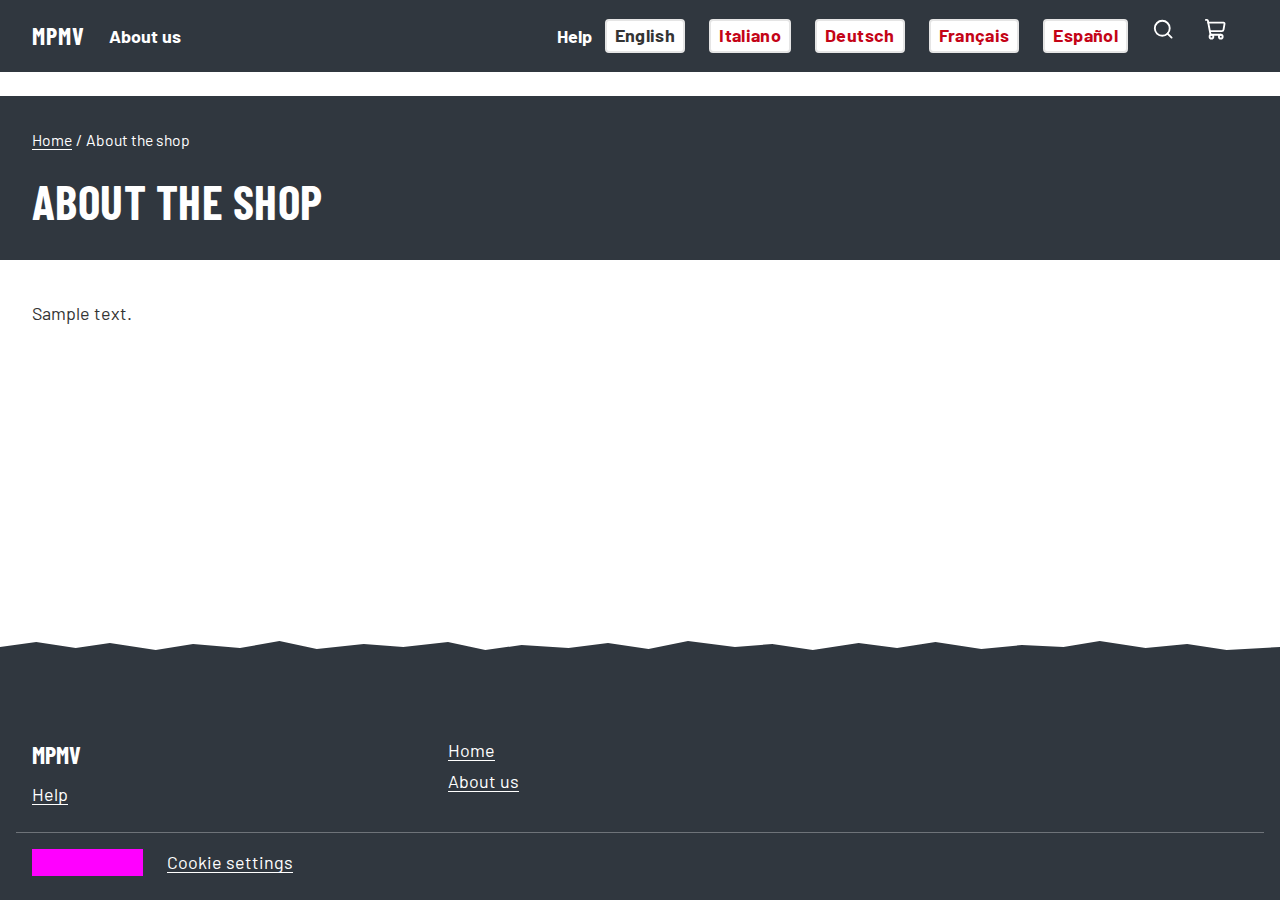 MPMV About us Help English Italiano Deutsch Français Español
Home / About the shop
ABOUT THE SHOP
Sample text.
MPMV
Help
Home
About us
Cookie settings